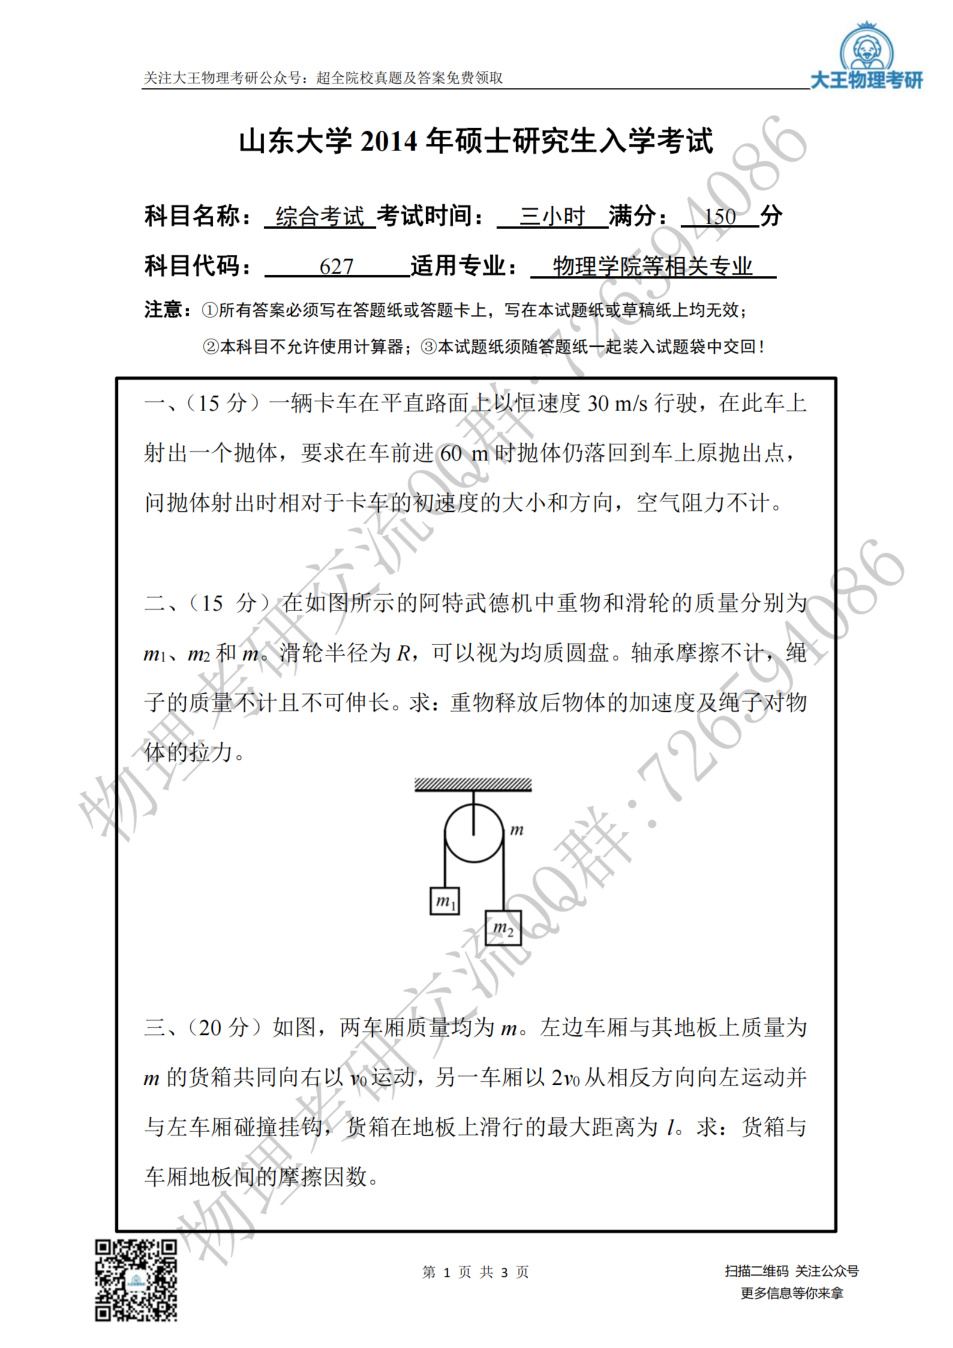 关注大王物理考研公众号：超全院校真题及答案免费领取
大王物理考研
山东大学 2014 年硕士研究生入学考试
科目名称： 综合考试 考试时间： 三小时 满分： 150 分
科目代码： 627 适用专业： 物理学院等相关专业
注意：①所有答案必须写在答题纸或答题卡上，写在本试题纸或草稿纸上均无效；
②本科目不允许使用计算器；③本试题纸须随答题纸一起装入试题袋中交回！
一、（15 分）一辆卡车在平直路面上以恒速度 30 m/s 行驶，在此车上
射出一个抛体，要求在车前进 60 m 时抛体仍落回到车上原抛出点，
问抛体射出时相对于卡车的初速度的大小和方向，空气阻力不计。
二、（15 分）在如图所示的阿特武德机中重物和滑轮的质量分别为
m₁、m₂ 和 m。滑轮半径为 R，可以视为均质圆盘。轴承摩擦不计，绳
子的质量不计且不可伸长。求：重物释放后物体的加速度及绳子对物
体的拉力。
m
m₁
m₂
三、（20 分）如图，两车厢质量均为 m。左边车厢与其地板上质量为
m 的货箱共同向右以 v₀ 运动，另一车厢以 2v₀ 从相反方向向左运动并
与左车厢碰撞挂钩，货箱在地板上滑行的最大距离为 l。求：货箱与
车厢地板间的摩擦因数。
物理考研交流QQ群：726594086
物理考研交流QQ群：726594086
大王物理考研
第 1 页 共 3 页
扫描二维码 关注公众号
更多信息等你来拿